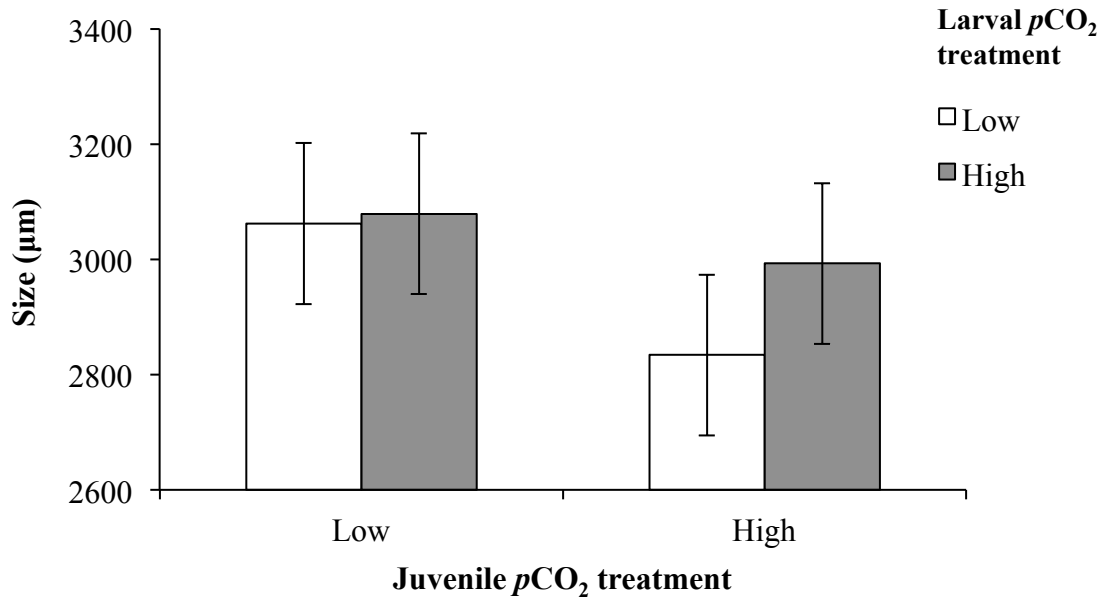 Larval pCO₂
treatment
Low
High
3400
3200
3000
2800
2600
Size (µm)
Low High
Juvenile pCO₂ treatment